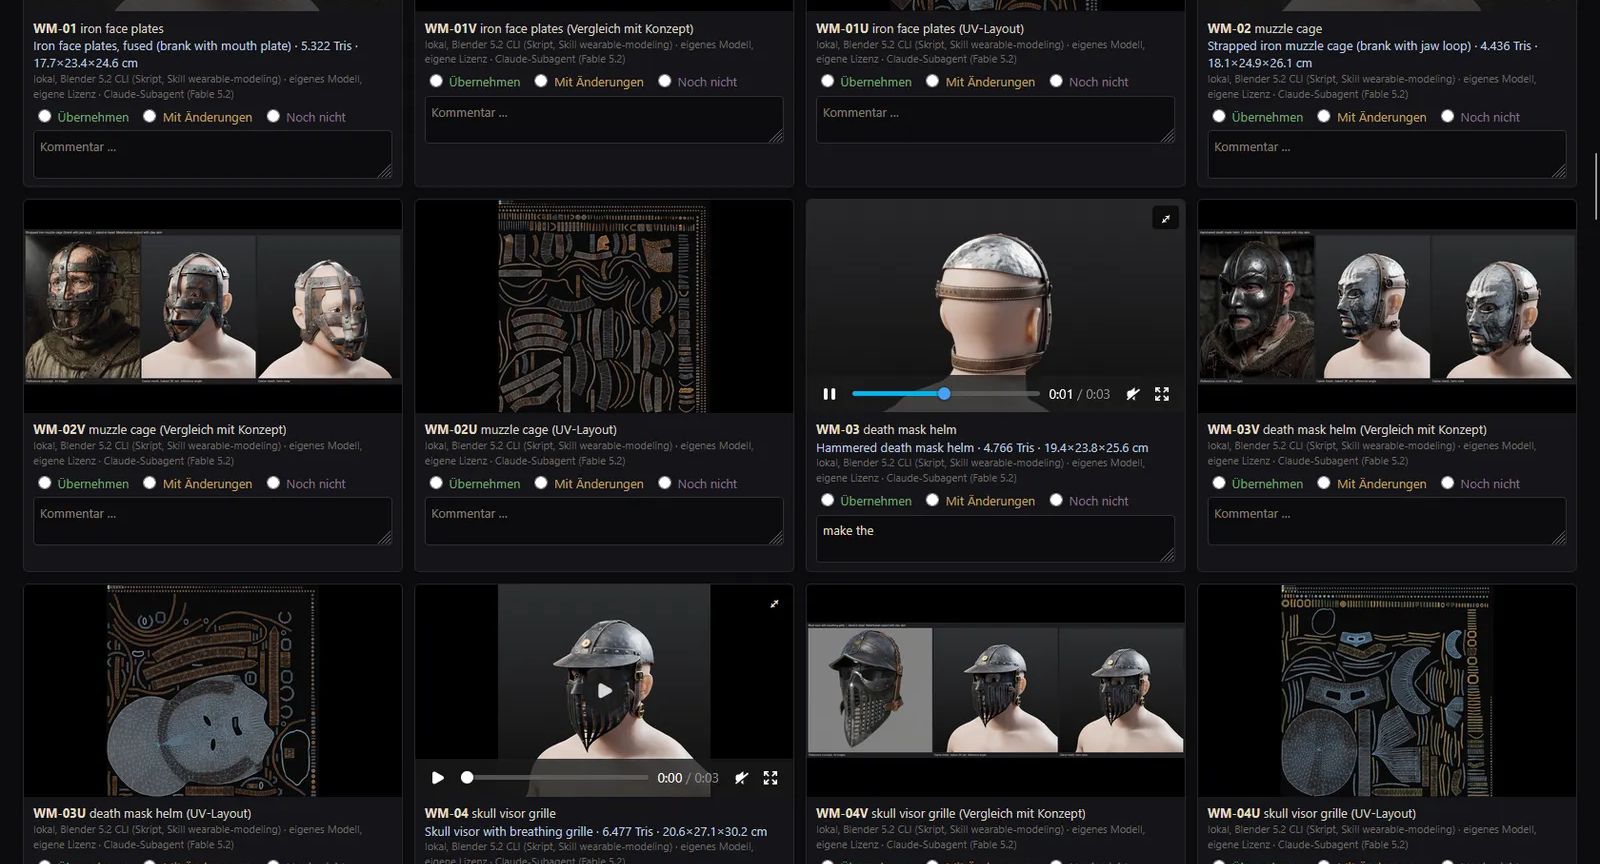 WM-01 iron face plates
Iron face plates, fused (brank with mouth plate) · 5.322 Tris ·
17.7×23.4×24.6 cm
lokal, Blender 5.2 CLI (Skript, Skill wearable-modeling) · eigenes Modell,
eigene Lizenz · Claude-Subagent (Fable 5.2)
Übernehmen Mit Änderungen Noch nicht
Kommentar ...
WM-01V iron face plates (Vergleich mit Konzept)
lokal, Blender 5.2 CLI (Skript, Skill wearable-modeling) · eigenes Modell,
eigene Lizenz · Claude-Subagent (Fable 5.2)
Übernehmen Mit Änderungen Noch nicht
Kommentar ...
WM-01U iron face plates (UV-Layout)
lokal, Blender 5.2 CLI (Skript, Skill wearable-modeling) · eigenes Modell,
eigene Lizenz · Claude-Subagent (Fable 5.2)
Übernehmen Mit Änderungen Noch nicht
Kommentar ...
WM-02 muzzle cage
Strapped iron muzzle cage (brank with jaw loop) · 4.436 Tris ·
18.1×24.9×26.1 cm
lokal, Blender 5.2 CLI (Skript, Skill wearable-modeling) · eigenes Modell,
eigene Lizenz · Claude-Subagent (Fable 5.2)
Übernehmen Mit Änderungen Noch nicht
Kommentar ...
WM-02V muzzle cage (Vergleich mit Konzept)
lokal, Blender 5.2 CLI (Skript, Skill wearable-modeling) · eigenes Modell,
eigene Lizenz · Claude-Subagent (Fable 5.2)
Übernehmen Mit Änderungen Noch nicht
Kommentar ...
WM-02U muzzle cage (UV-Layout)
lokal, Blender 5.2 CLI (Skript, Skill wearable-modeling) · eigenes Modell,
eigene Lizenz · Claude-Subagent (Fable 5.2)
Übernehmen Mit Änderungen Noch nicht
Kommentar ...
0:01 / 0:03
WM-03 death mask helm
Hammered death mask helm · 4.766 Tris · 19.4×23.8×25.6 cm
lokal, Blender 5.2 CLI (Skript, Skill wearable-modeling) · eigenes Modell,
eigene Lizenz · Claude-Subagent (Fable 5.2)
Übernehmen Mit Änderungen Noch nicht
make the
WM-03V death mask helm (Vergleich mit Konzept)
lokal, Blender 5.2 CLI (Skript, Skill wearable-modeling) · eigenes Modell,
eigene Lizenz · Claude-Subagent (Fable 5.2)
Übernehmen Mit Änderungen Noch nicht
Kommentar ...
WM-03U death mask helm (UV-Layout)
lokal, Blender 5.2 CLI (Skript, Skill wearable-modeling) · eigenes Modell,
eigene Lizenz · Claude-Subagent (Fable 5.2)
0:00 / 0:03
WM-04 skull visor grille
Skull visor with breathing grille · 6.477 Tris · 20.6×27.1×30.2 cm
lokal, Blender 5.2 CLI (Skript, Skill wearable-modeling) · eigenes Modell,
eigene Lizenz · Claude-Subagent (Fable 5.2)
WM-04V skull visor grille (Vergleich mit Konzept)
lokal, Blender 5.2 CLI (Skript, Skill wearable-modeling) · eigenes Modell,
eigene Lizenz · Claude-Subagent (Fable 5.2)
WM-04U skull visor grille (UV-Layout)
lokal, Blender 5.2 CLI (Skript, Skill wearable-modeling) · eigenes Modell,
eigene Lizenz · Claude-Subagent (Fable 5.2)